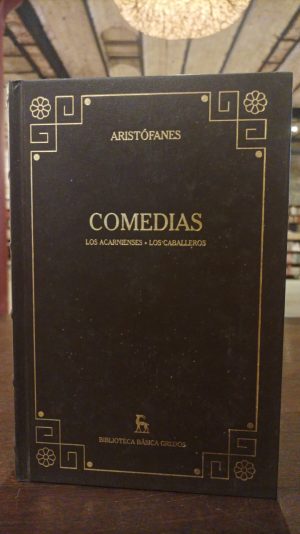 ARISTÓFANES
COMEDIAS
LOS ACARNIENSES • LOS CABALLEROS
BIBLIOTECA BÁSICA GREDOS